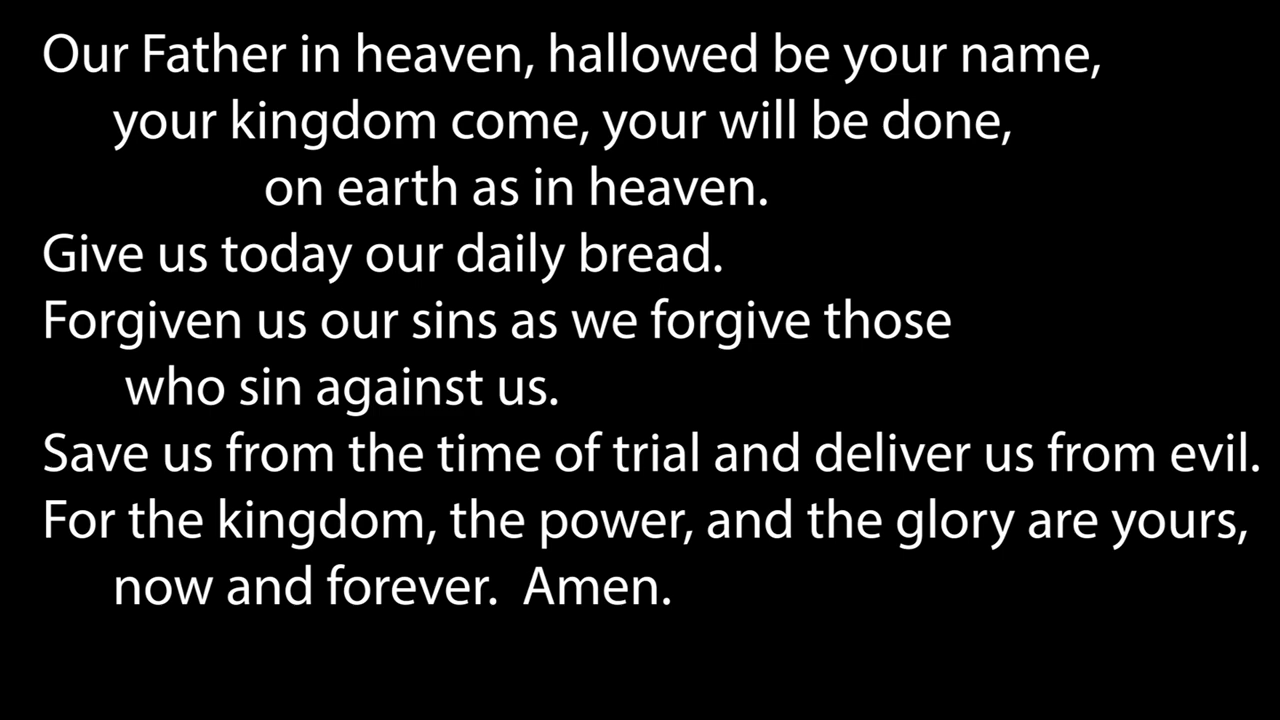 Our Father in heaven, hallowed be your name,
your kingdom come, your will be done,
on earth as in heaven.
Give us today our daily bread.
Forgiven us our sins as we forgive those
who sin against us.
Save us from the time of trial and deliver us from evil.
For the kingdom, the power, and the glory are yours,
now and forever.  Amen.